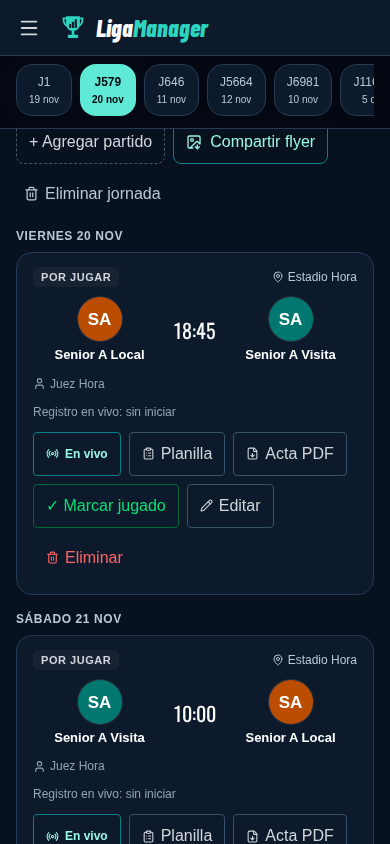 LigaManager
J1
19 nov
J579
20 nov
J646
11 nov
J5664
12 nov
J6981
10 nov
+ Agregar partido
Compartir flyer
Eliminar jornada
VIERNES 20 NOV
POR JUGAR
Estadio Hora
SA
18:45
SA
Senior A Local
Senior A Visita
Juez Hora
Registro en vivo: sin iniciar
En vivo
Planilla
Acta PDF
✓ Marcar jugado
Editar
Eliminar
SÁBADO 21 NOV
POR JUGAR
Estadio Hora
SA
10:00
SA
Senior A Visita
Senior A Local
Juez Hora
Registro en vivo: sin iniciar
En vivo
Planilla
Acta PDF